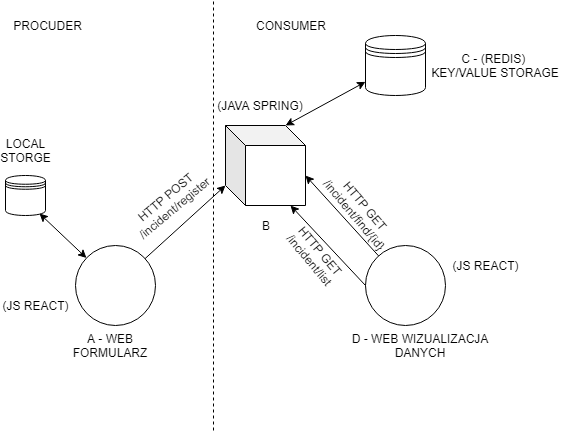 PROCUDER
CONSUMER
C - (REDIS)
KEY/VALUE STORAGE
(JAVA SPRING)
LOCAL
STORGE
HTTP POST
/incident/register
HTTP GET
/incident/find/{id}
B
HTTP GET
/incident/list
(JS REACT)
(JS REACT)
A - WEB
FORMULARZ
D - WEB WIZUALIZACJA
DANYCH